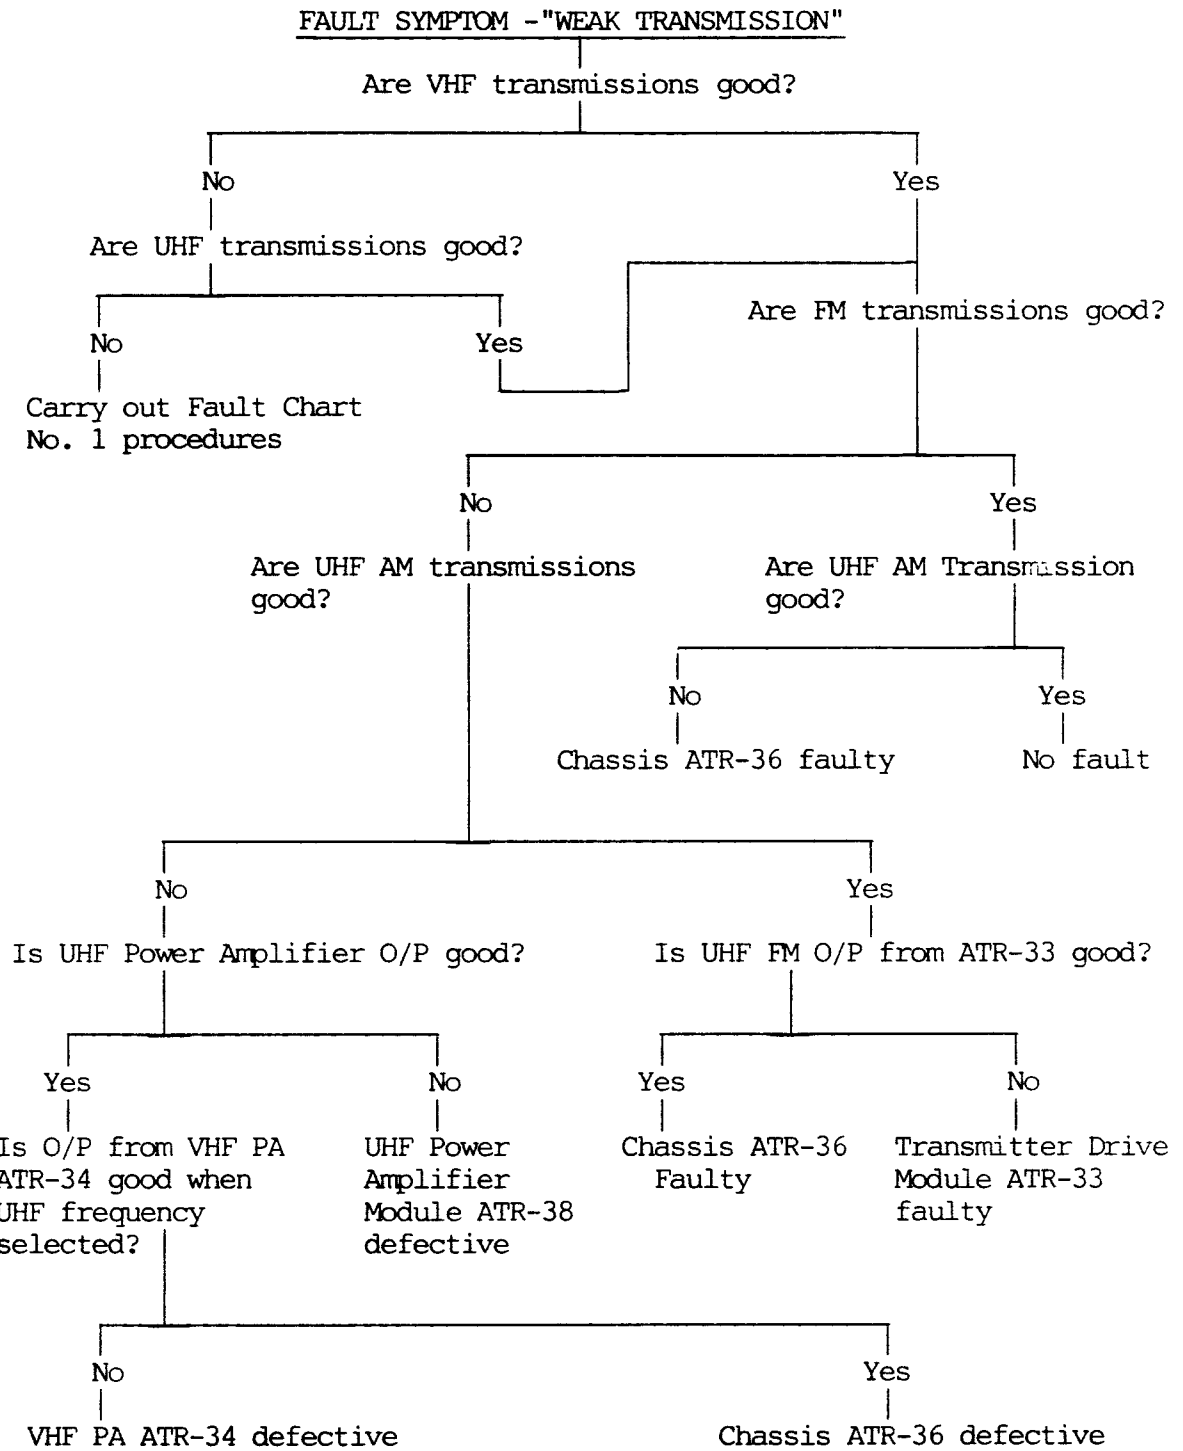 FAULT SYMPTOM -"WEAK TRANSMISSION"
Are VHF transmissions good?
No
Yes
Are UHF transmissions good?
Are FM transmissions good?
No
Yes
Carry out Fault Chart
No. 1 procedures
No
Yes
Are UHF AM transmissions
good?
Are UHF AM Transmission
good?
No
Yes
Chassis ATR-36 faulty
No fault
No
Yes
Is UHF Power Amplifier O/P good?
Is UHF FM O/P from ATR-33 good?
Yes
No
Yes
No
Is O/P from VHF PA
ATR-34 good when
UHF frequency
selected?
UHF Power
Amplifier
Module ATR-38
defective
Chassis ATR-36
Faulty
Transmitter Drive
Module ATR-33
faulty
No
Yes
VHF PA ATR-34 defective
Chassis ATR-36 defective